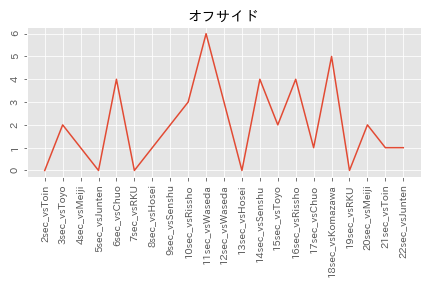 オフサイド
6
5
4
3
2
1
0
2sec_vsToin
3sec_vsToyo
4sec_vsMeiji
5sec_vsJunten
6sec_vsChuo
7sec_vsRKU
8sec_vsHosei
9sec_vsSenshu
10sec_vsRissho
11sec_vsWaseda
12sec_vsWaseda
13sec_vsHosei
14sec_vsSenshu
15sec_vsToyo
16sec_vsRissho
17sec_vsChuo
18sec_vsKomazawa
19sec_vsRKU
20sec_vsMeiji
21sec_vsToin
22sec_vsJunten